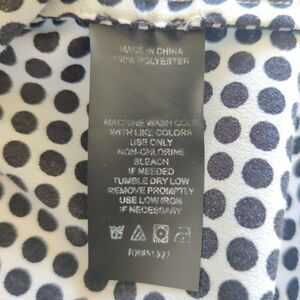 MADE IN CHINA
100% POLYESTER
MACHINE WASH COLD
WITH LIKE COLORS
USE ONLY
NON-CHLORINE
BLEACH
IF NEEDED
TUMBLE DRY LOW
REMOVE PROMPTLY
USE LOW IRON
IF NECESSARY